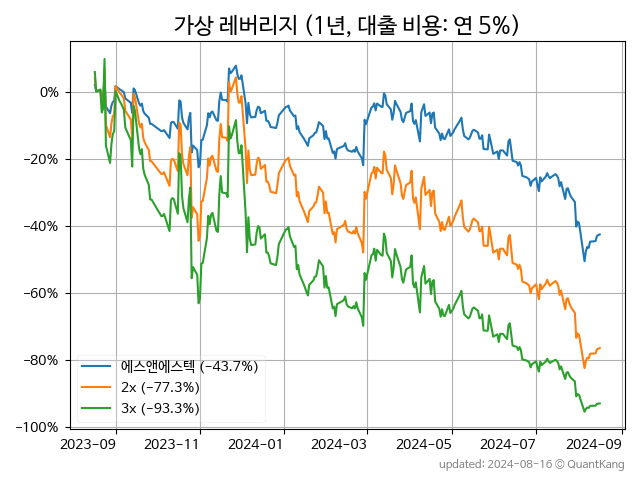 가상 레버리지 (1년, 대출 비용: 연 5%)
0%
−20%
−40%
−60%
−80%
−100%
에스앤에스텍 (−43.7%)
2x (−77.3%)
3x (−93.3%)
2023-09 2023-11 2024-01 2024-03 2024-05 2024-07 2024-09
updated: 2024-08-16 © QuantKang